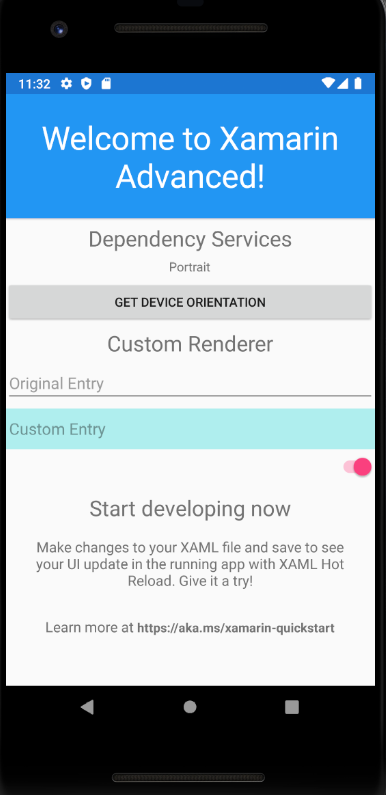 11:32
Welcome to Xamarin
Advanced!
Dependency Services
Portrait
GET DEVICE ORIENTATION
Custom Renderer
Original Entry
Custom Entry
Start developing now
Make changes to your XAML file and save to see
your UI update in the running app with XAML Hot
Reload. Give it a try!
Learn more at https://aka.ms/xamarin-quickstart